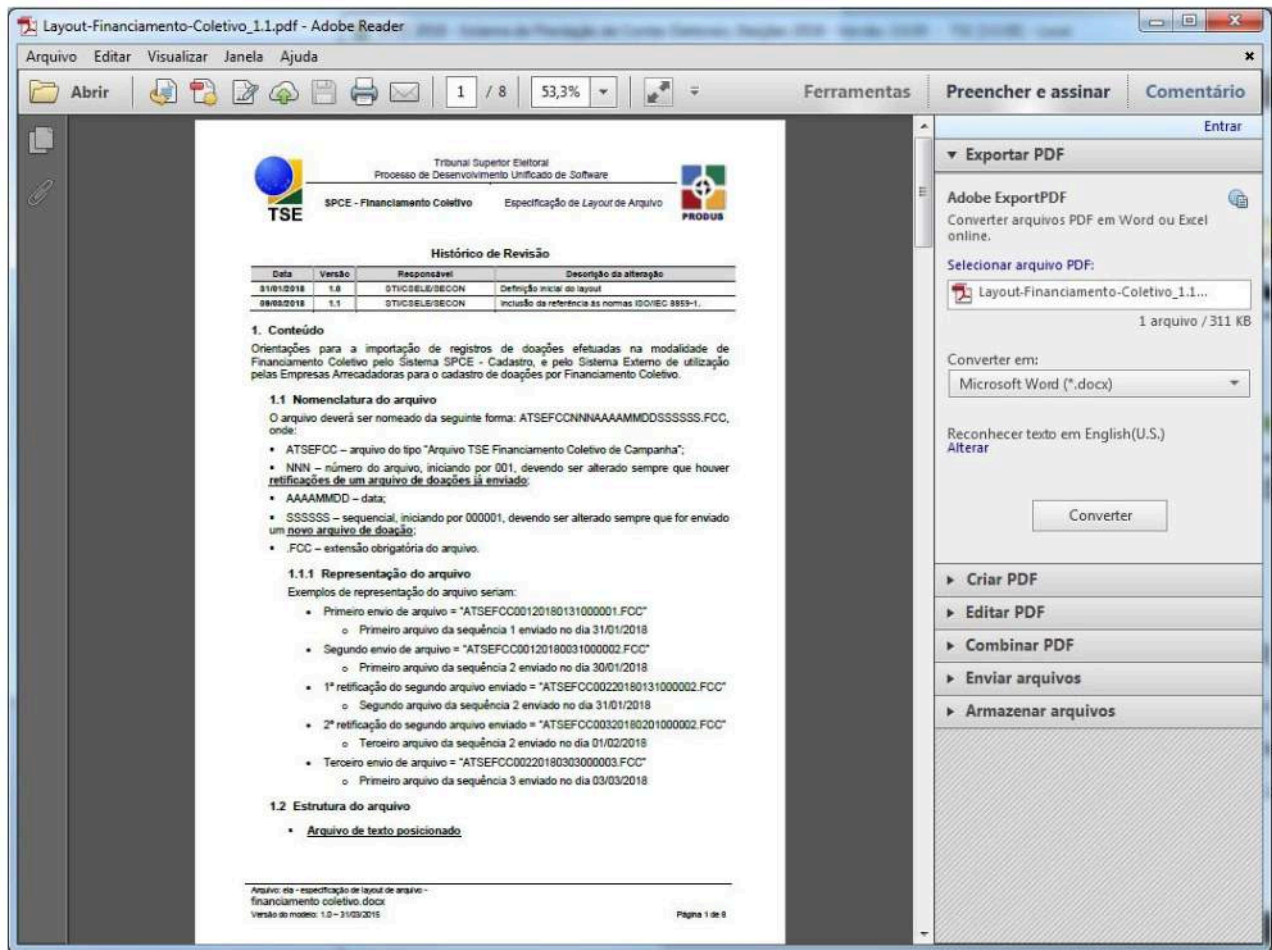 Layout-Financiamento-Coletivo_1.1.pdf - Adobe Reader
Arquivo Editar Visualizar Janela Ajuda
Abrir 1 / 8 53,3% Ferramentas Preencher e assinar Comentário
Entrar
TSE
Tribunal Superior Eleitoral
Processo de Desenvolvimento Unificado de Software
SPCE - Financiamento Coletivo Especificação de Layout de Arquivo
PRODUS
Histórico de Revisão
Data Versão Responsável Descrição da alteração
31/01/2018 1.0 STI/CSELE/SECON Definição inicial do layout
1.1 STI/CSELE/SECON Inclusão da referência às normas ISO/IEC 8859-1.
1. Conteúdo
Orientações para a importação de registros de doações efetuadas na modalidade de
Financiamento Coletivo pelo Sistema SPCE - Cadastro, e pelo Sistema Externo de utilização
pelas Empresas Arrecadadoras para o cadastro de doações por Financiamento Coletivo.
1.1 Nomenclatura do arquivo
O arquivo deverá ser nomeado da seguinte forma: ATSEFCCNNNAAAAMMDDSSSSSS.FCC,
onde:
▪ ATSEFCC – arquivo do tipo "Arquivo TSE Financiamento Coletivo de Campanha";
▪ NNN – número do arquivo, iniciando por 001, devendo ser alterado sempre que houver
retificações de um arquivo de doações já enviado;
▪ AAAAMMDD – data;
▪ SSSSSS – sequencial, iniciando por 000001, devendo ser alterado sempre que for enviado
um novo arquivo de doação;
▪ .FCC – extensão obrigatória do arquivo.
1.1.1 Representação do arquivo
Exemplos de representação do arquivo seriam:
• Primeiro envio de arquivo = "ATSEFCC00120180131000001.FCC"
o Primeiro arquivo da sequência 1 enviado no dia 31/01/2018
• Segundo envio de arquivo = "ATSEFCC00120180031000002.FCC"
o Primeiro arquivo da sequência 2 enviado no dia 30/01/2018
• 1ª retificação do segundo arquivo enviado = "ATSEFCC00220180131000002.FCC"
o Segundo arquivo da sequência 2 enviado no dia 31/01/2018
• 2ª retificação do segundo arquivo enviado = "ATSEFCC00320180201000002.FCC"
o Terceiro arquivo da sequência 2 enviado no dia 01/02/2018
• Terceiro envio de arquivo = "ATSEFCC00220180303000003.FCC"
o Primeiro arquivo da sequência 3 enviado no dia 03/03/2018
1.2 Estrutura do arquivo
▪ Arquivo de texto posicionado
Arquivo: ela - especificação de layout de arquivo -
financiamento coletivo.docx
Versão do modelo: 1.0 – 31/03/2015 Página 1 de 8
Exportar PDF
Adobe ExportPDF
Converter arquivos PDF em Word ou Excel
online.
Selecionar arquivo PDF:
Layout-Financiamento-Coletivo_1.1...
1 arquivo / 311 KB
Converter em:
Microsoft Word (*.docx)
Reconhecer texto em English(U.S.)
Alterar
Converter
Criar PDF
Editar PDF
Combinar PDF
Enviar arquivos
Armazenar arquivos